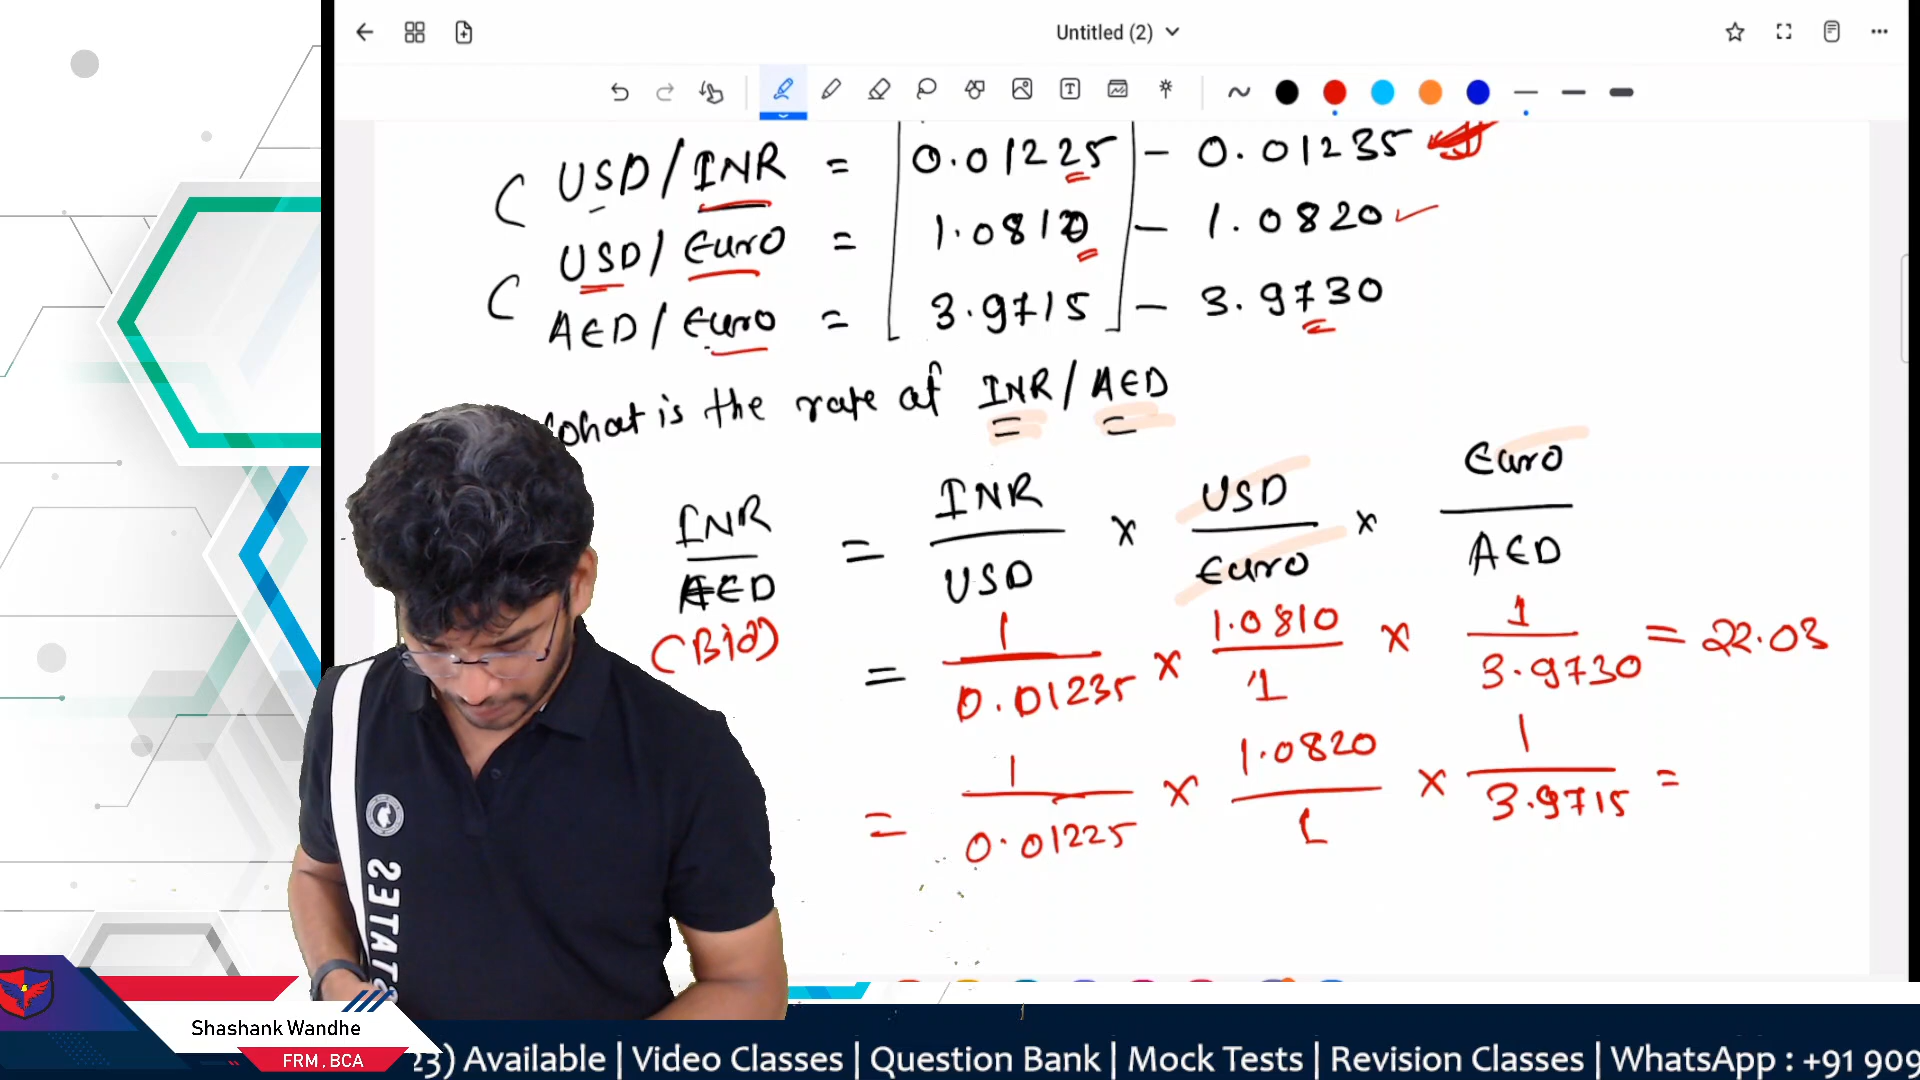 Untitled (2)
USD/INR = 0.01225 - 0.01235
USD/Euro = 1.0810 - 1.0820
AED/Euro = 3.9715 - 3.9730
What is the rate of INR/AED
INR/AED = INR/USD × USD/Euro × Euro/AED
(Bid) = 1/0.01235 × 1.0810/1 × 1/3.9730 = 22.03
= 1/0.01225 × 1.0820/1 × 1/3.9715 =
STATES
Shashank Wandhe
FRM, BCA
23) Available | Video Classes | Question Bank | Mock Tests | Revision Classes | WhatsApp : +91 909